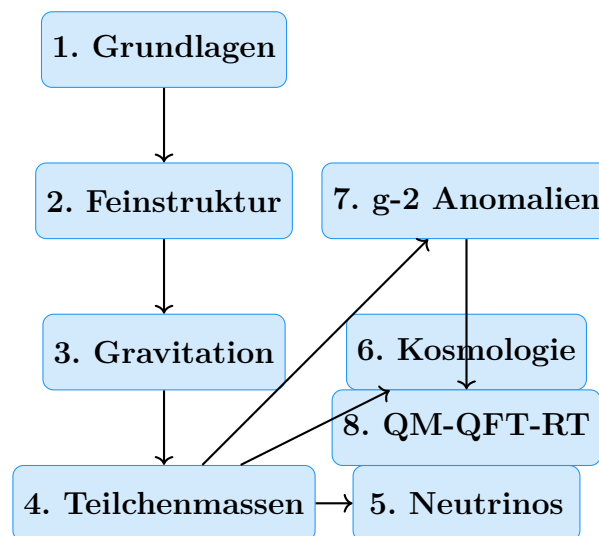 1. Grundlagen
2. Feinstruktur
7. g-2 Anomalien
3. Gravitation
6. Kosmologie
8. QM-QFT-RT
4. Teilchenmassen
5. Neutrinos